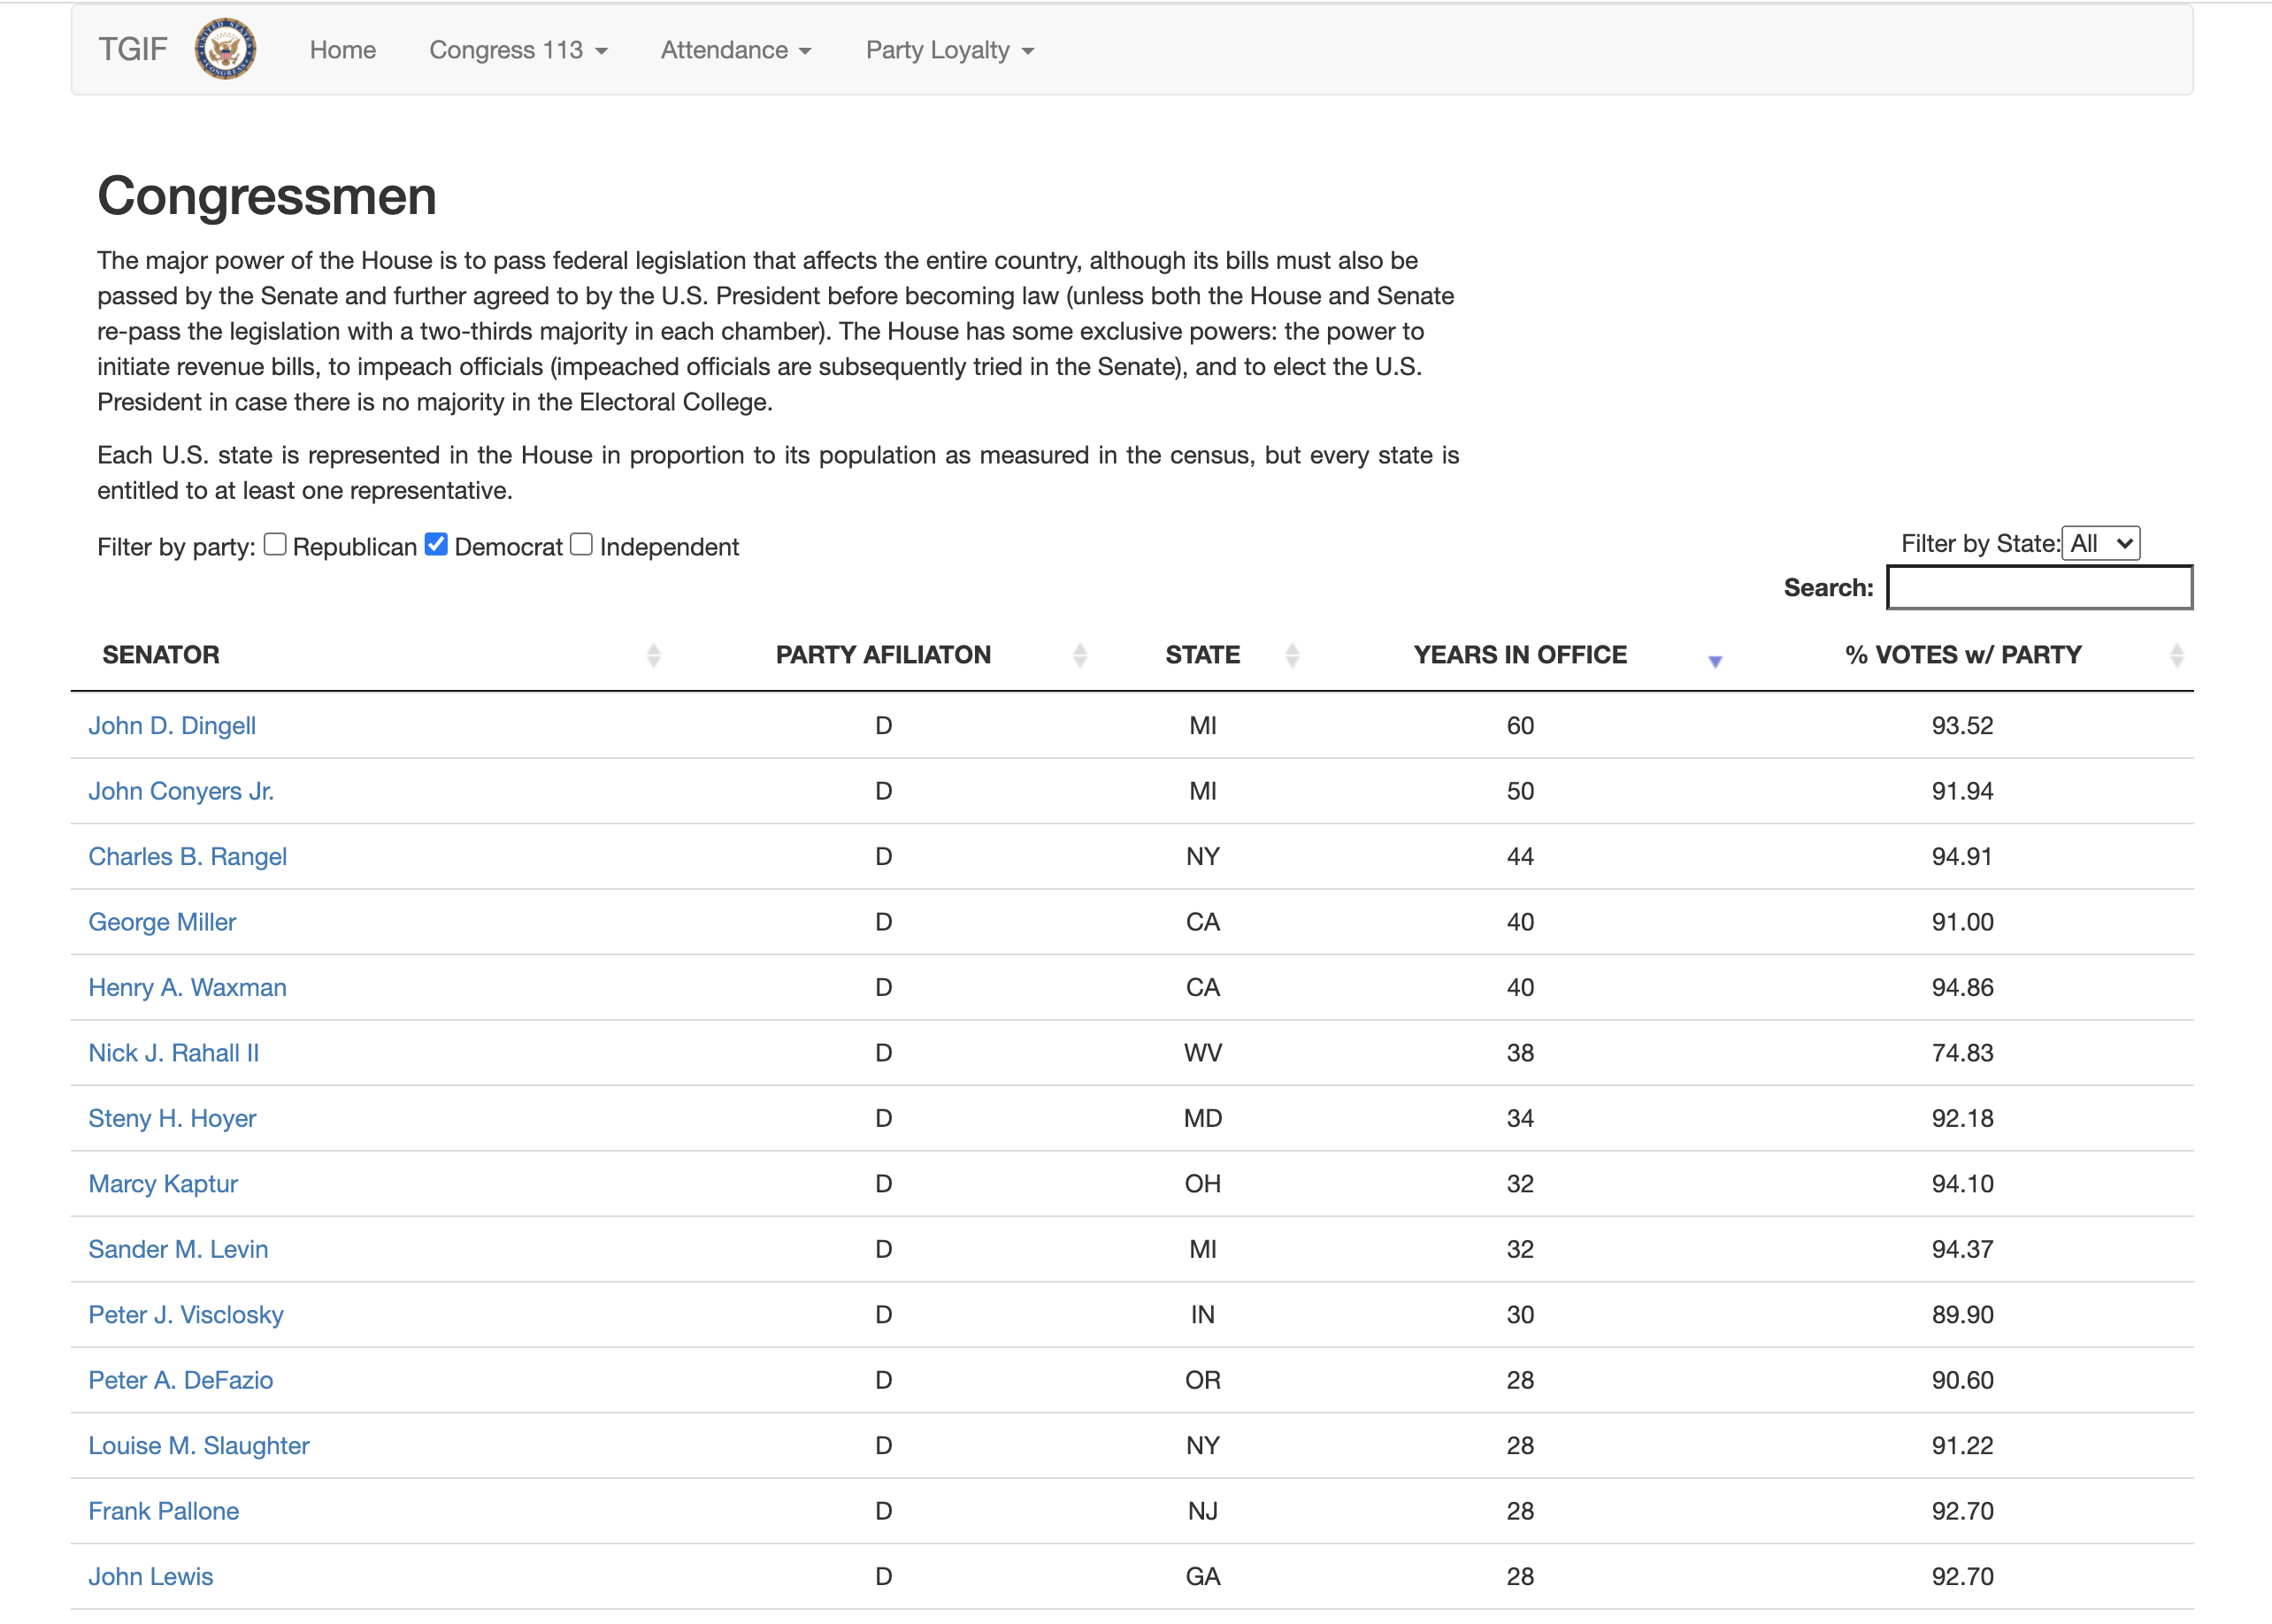 TGIF Home Congress 113 Attendance Party Loyalty
Congressmen
The major power of the House is to pass federal legislation that affects the entire country, although its bills must also be
passed by the Senate and further agreed to by the U.S. President before becoming law (unless both the House and Senate
re-pass the legislation with a two-thirds majority in each chamber). The House has some exclusive powers: the power to
initiate revenue bills, to impeach officials (impeached officials are subsequently tried in the Senate), and to elect the U.S.
President in case there is no majority in the Electoral College.
Each U.S. state is represented in the House in proportion to its population as measured in the census, but every state is
entitled to at least one representative.
Filter by party: Republican Democrat Independent
Filter by State: All
Search:
SENATOR PARTY AFILIATON STATE YEARS IN OFFICE % VOTES w/ PARTY
John D. Dingell D MI 60 93.52
John Conyers Jr. D MI 50 91.94
Charles B. Rangel D NY 44 94.91
George Miller D CA 40 91.00
Henry A. Waxman D CA 40 94.86
Nick J. Rahall II D WV 38 74.83
Steny H. Hoyer D MD 34 92.18
Marcy Kaptur D OH 32 94.10
Sander M. Levin D MI 32 94.37
Peter J. Visclosky D IN 30 89.90
Peter A. DeFazio D OR 28 90.60
Louise M. Slaughter D NY 28 91.22
Frank Pallone D NJ 28 92.70
John Lewis D GA 28 92.70